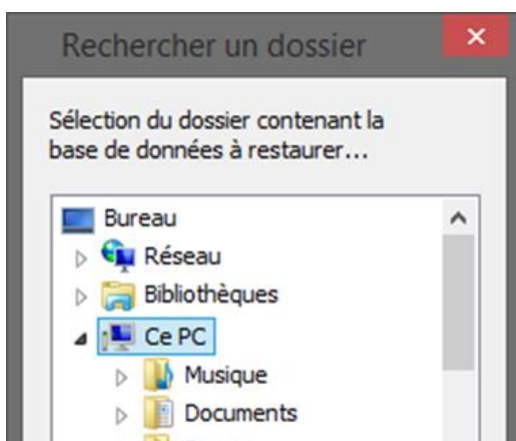 Rechercher un dossier
Sélection du dossier contenant la
base de données à restaurer...
Bureau
Réseau
Bibliothèques
Ce PC
Musique
Documents